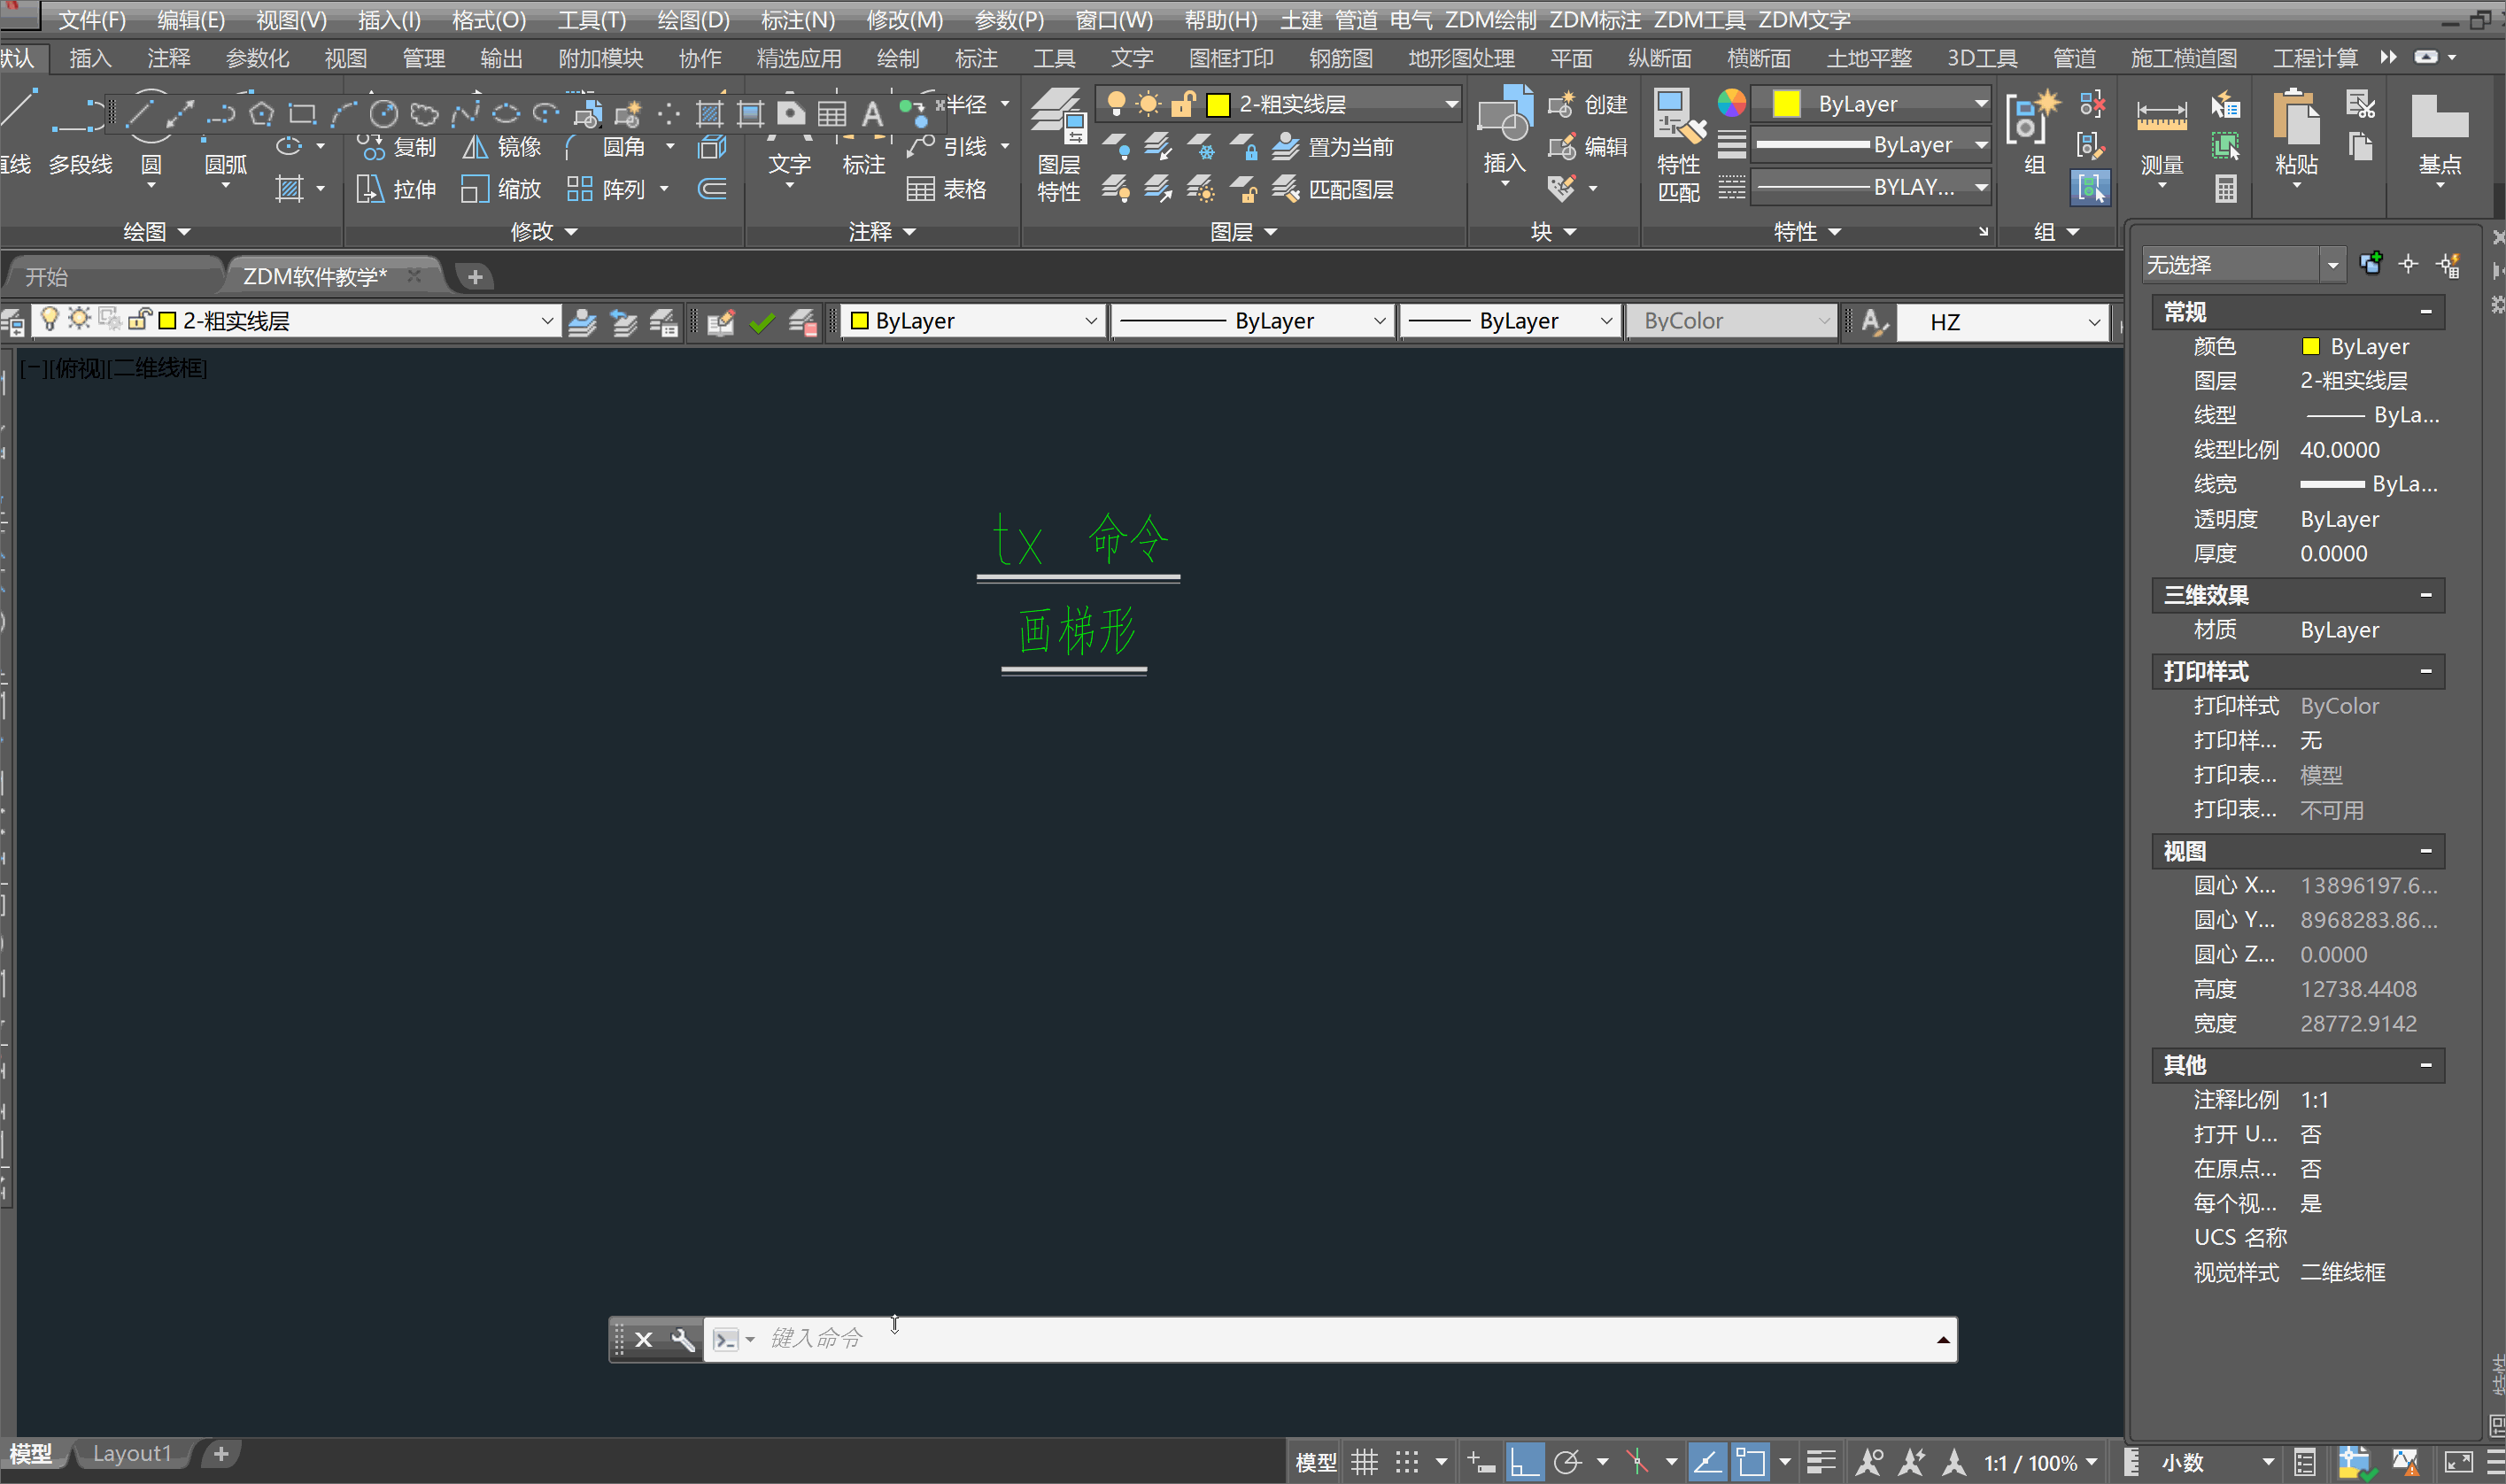 文件(F) 编辑(E) 视图(V) 插入(I) 格式(O) 工具(T) 绘图(D) 标注(N) 修改(M) 参数(P) 窗口(W) 帮助(H) 土建 管道 电气 ZDM绘制 ZDM标注 ZDM工具 ZDM文字
默认 插入 注释 参数化 视图 管理 输出 附加模块 协作 精选应用 绘制 标注 工具 文字 图框打印 钢筋图 地形图处理 平面 纵断面 横断面 土地平整 3D工具 管道 施工横道图 工程计算
半径 2-粗实线层 创建 ByLayer
直线 多段线 圆 圆弧 复制 镜像 圆角 文字 标注 引线 图层 特性 置为当前 插入 编辑 特性 匹配 ByLayer 组 测量 粘贴 基点
拉伸 缩放 阵列 表格 匹配图层 BYLAY...
绘图 修改 注释 图层 块 特性 组
开始 ZDM软件教学*
2-粗实线层 ByLayer ByLayer ByLayer ByColor HZ
[−][俯视][二维线框]
tx 命令
画梯形
键入命令
无选择
常规
颜色 ByLayer
图层 2-粗实线层
线型 ByLa...
线型比例 40.0000
线宽 ByLa...
透明度 ByLayer
厚度 0.0000
三维效果
材质 ByLayer
打印样式
打印样式 ByColor
打印样... 无
打印表... 模型
打印表... 不可用
视图
圆心 X... 13896197.6...
圆心 Y... 8968283.86...
圆心 Z... 0.0000
高度 12738.4408
宽度 28772.9142
其他
注释比例 1:1
打开 U... 否
在原点... 否
每个视... 是
UCS 名称
视觉样式 二维线框
特性
模型 Layout1 模型 1:1 / 100% 小数